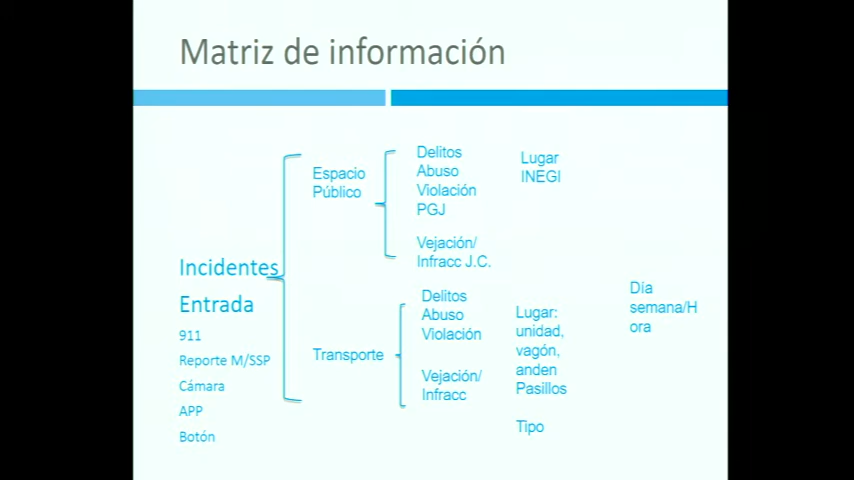 Matriz de información
Incidentes
Entrada
911
Reporte M/SSP
Cámara
APP
Botón
Espacio
Público
Delitos
Abuso
Violación
PGJ
Vejación/
Infracc J.C.
Lugar
INEGI
Transporte
Delitos
Abuso
Violación
Vejación/
Infracc
Lugar:
unidad,
vagón,
anden
Pasillos
Tipo
Dia
semana/H
ora